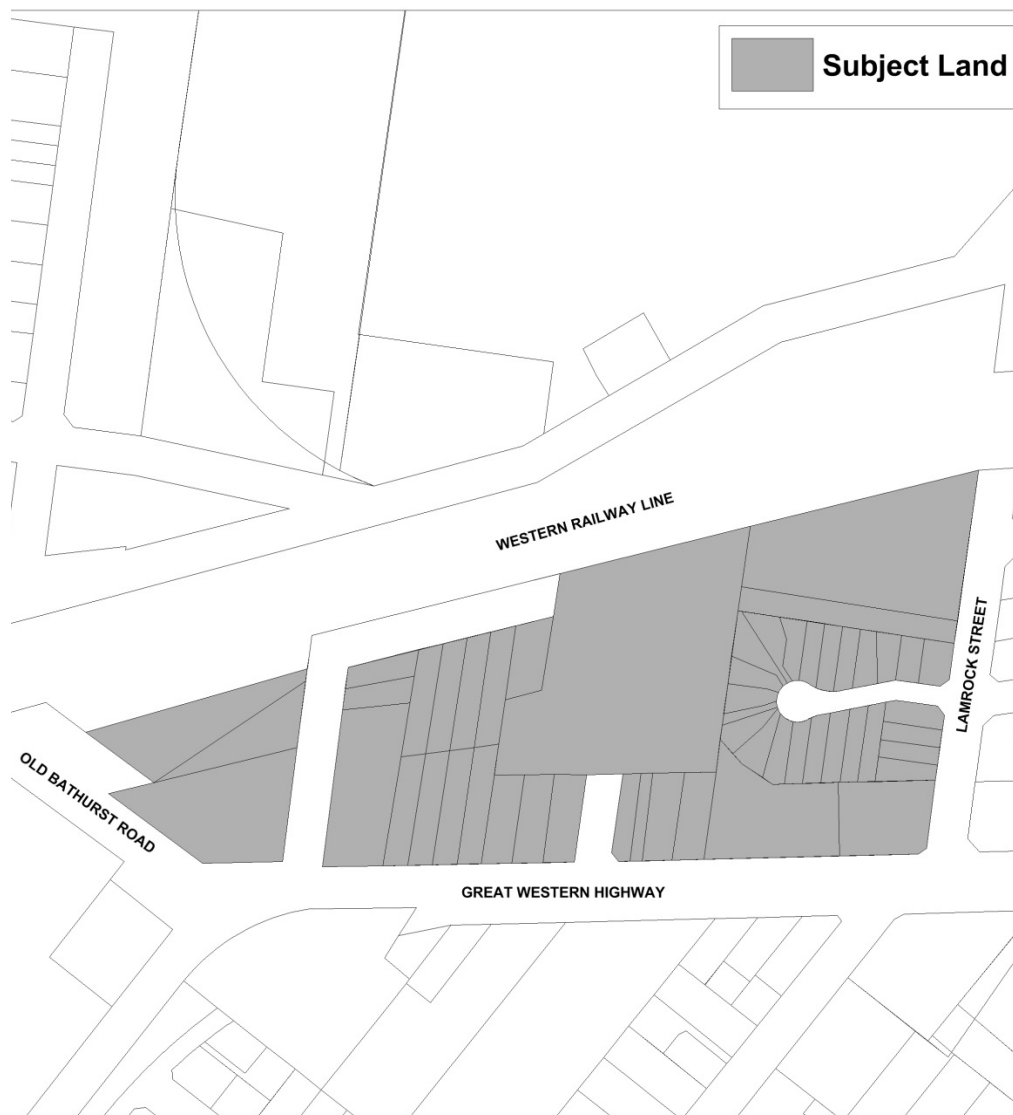 Subject Land
WESTERN RAILWAY LINE
LAMROCK STREET
OLD BATHURST ROAD
GREAT WESTERN HIGHWAY